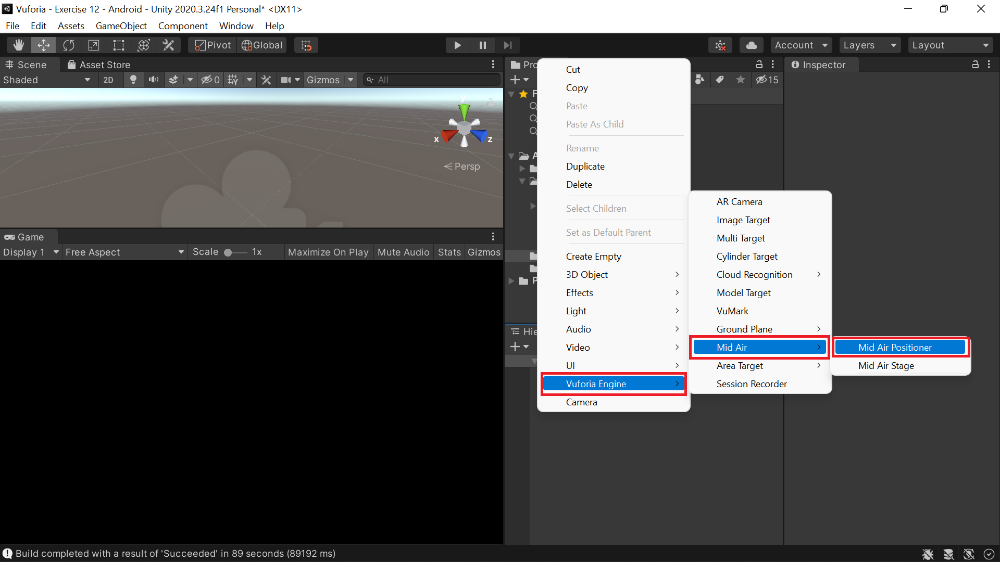 Vuforia - Exercise 12 - Android - Unity 2020.3.24f1 Personal* <DX11>
File Edit Assets GameObject Component Window Help
Pivot Global Account Layers Layout
Scene Asset Store
Shaded 2D 0 Gizmos All
y
x z
Persp
Game
Display 1 Free Aspect Scale 1x Maximize On Play Mute Audio Stats Gizmos
Pro
15
F
A
P
Hie
Inspector
Cut
Copy
Paste
Paste As Child
Rename
Duplicate
Delete
Select Children
Set as Default Parent
Create Empty
3D Object
Effects
Light
Audio
Video
UI
Vuforia Engine
Camera
AR Camera
Image Target
Multi Target
Cylinder Target
Cloud Recognition
Model Target
VuMark
Ground Plane
Mid Air
Area Target
Session Recorder
Mid Air Positioner
Mid Air Stage
Build completed with a result of 'Succeeded' in 89 seconds (89192 ms)